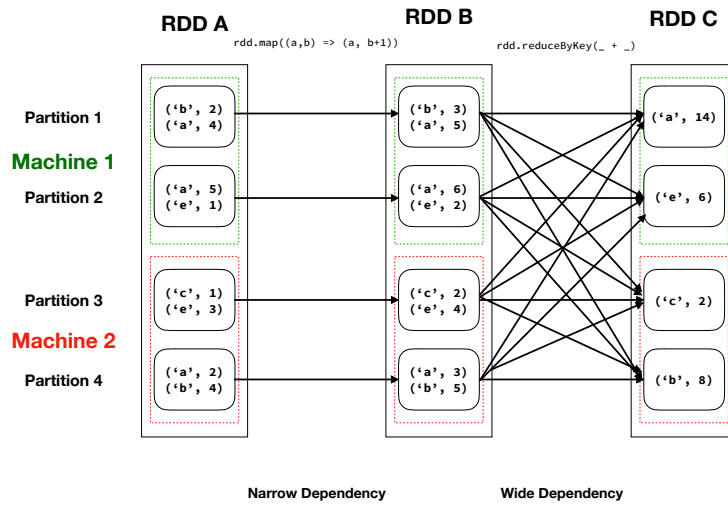 RDD A
RDD B
RDD C
rdd.map((a,b) => (a, b+1))
rdd.reduceByKey(_ + _)
Partition 1
(‘b’, 2)
(‘a’, 4)
(‘b’, 3)
(‘a’, 5)
(‘a’, 14)
Machine 1
Partition 2
(‘a’, 5)
(‘e’, 1)
(‘a’, 6)
(‘e’, 2)
(‘e’, 6)
Partition 3
(‘c’, 1)
(‘e’, 3)
(‘c’, 2)
(‘e’, 4)
(‘c’, 2)
Machine 2
Partition 4
(‘a’, 2)
(‘b’, 4)
(‘a’, 3)
(‘b’, 5)
(‘b’, 8)
Narrow Dependency
Wide Dependency